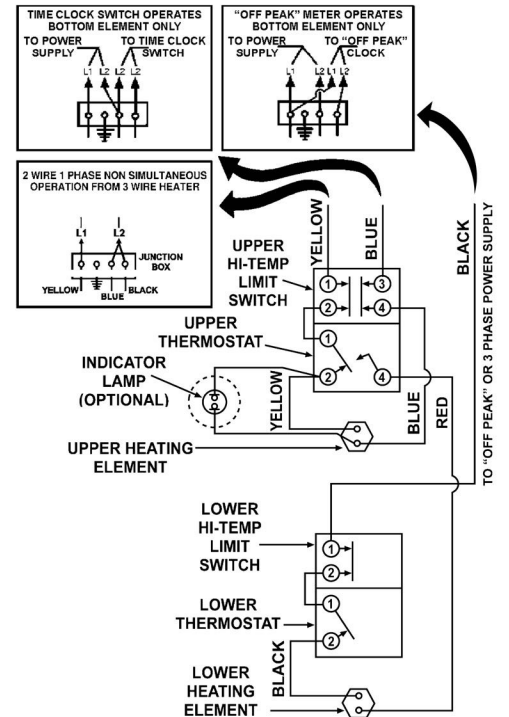 TIME CLOCK SWITCH OPERATES
BOTTOM ELEMENT ONLY
TO POWER
SUPPLY
TO TIME CLOCK
SWITCH
L1 L2 L2 L2
"OFF PEAK" METER OPERATES
BOTTOM ELEMENT ONLY
TO POWER
SUPPLY
TO "OFF PEAK"
CLOCK
L1 L2 L1 L2
2 WIRE 1 PHASE NON SIMULTANEOUS
OPERATION FROM 3 WIRE HEATER
L1 L2
JUNCTION
BOX
YELLOW
BLUE
BLACK
YELLOW
BLUE
BLACK
TO "OFF PEAK" OR 3 PHASE POWER SUPPLY
UPPER
HI-TEMP
LIMIT
SWITCH
1 3
2 4
UPPER
THERMOSTAT
1
2 4
INDICATOR
LAMP
(OPTIONAL)
YELLOW
BLUE
RED
UPPER HEATING
ELEMENT
LOWER
HI-TEMP
LIMIT
SWITCH
1
2
LOWER
THERMOSTAT
1
2
BLACK
LOWER
HEATING
ELEMENT